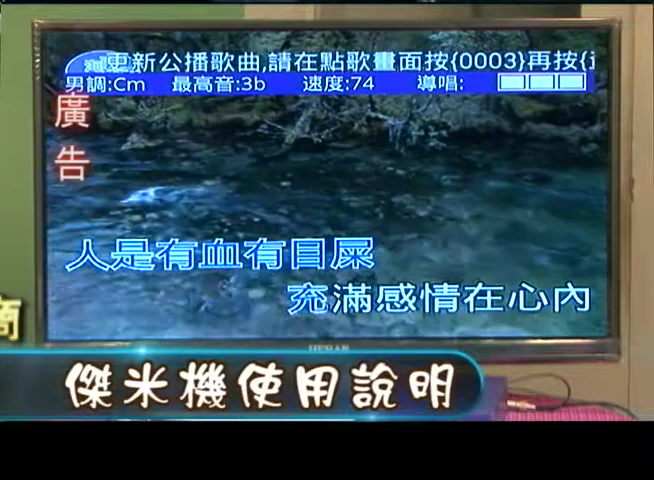 更新公播歌曲,請在點歌畫面按{0003}再按{
男調:Cm 最高音:3b 速度:74 導唱:
廣
告
人是有血有目屎
充滿感情在心內
傑米機使用說明